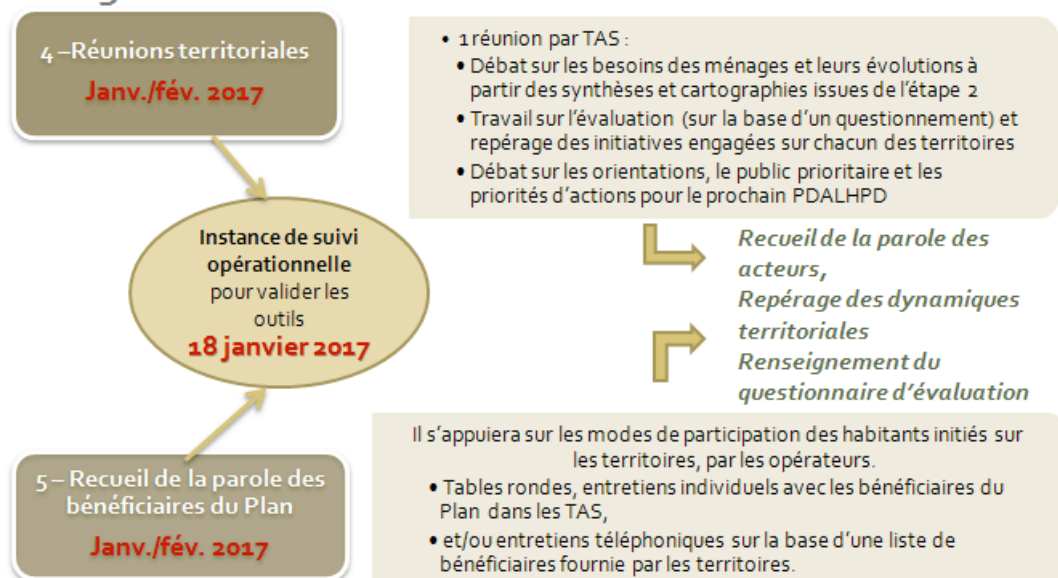 4 –Réunions territoriales
Janv./fév. 2017
• 1 réunion par TAS :
• Débat sur les besoins des ménages et leurs évolutions à
partir des synthèses et cartographies issues de l'étape 2
• Travail sur l'évaluation (sur la base d'un questionnement) et
repérage des initiatives engagées sur chacun des territoires
• Débat sur les orientations, le public prioritaire et les
priorités d'actions pour le prochain PDALHPD
Instance de suivi
opérationnelle
pour valider les
outils
18 janvier 2017
Recueil de la parole des
acteurs,
Repérage des dynamiques
territoriales
Renseignement du
questionnaire d'évaluation
5 – Recueil de la parole des
bénéficiaires du Plan
Janv./fév. 2017
Il s'appuiera sur les modes de participation des habitants initiés sur
les territoires, par les opérateurs.
• Tables rondes, entretiens individuels avec les bénéficiaires du
Plan dans les TAS,
• et/ou entretiens téléphoniques sur la base d'une liste de
bénéficiaires fournie par les territoires.